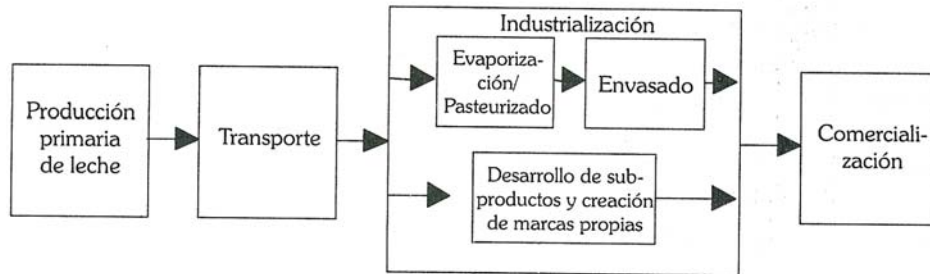 Industrialización
Producción
primaria
de leche
Transporte
Evaporiza-
ción/
Pasteurizado
Envasado
Desarrollo de sub-
productos y creación
de marcas propias
Comerciali-
zación